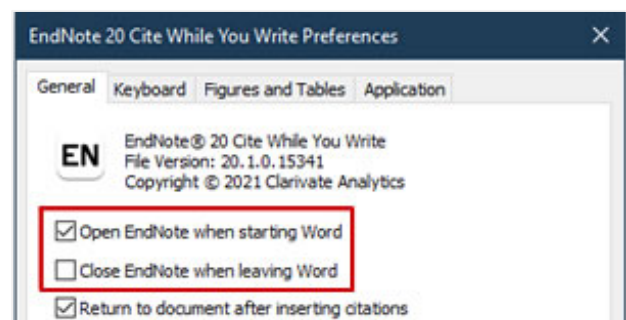 EndNote 20 Cite While You Write Preferences
General Keyboard Figures and Tables Application
EN
EndNote® 20 Cite While You Write
File Version: 20.1.0.15341
Copyright © 2021 Clarivate Analytics
Open EndNote when starting Word
Close EndNote when leaving Word
Return to document after inserting citations